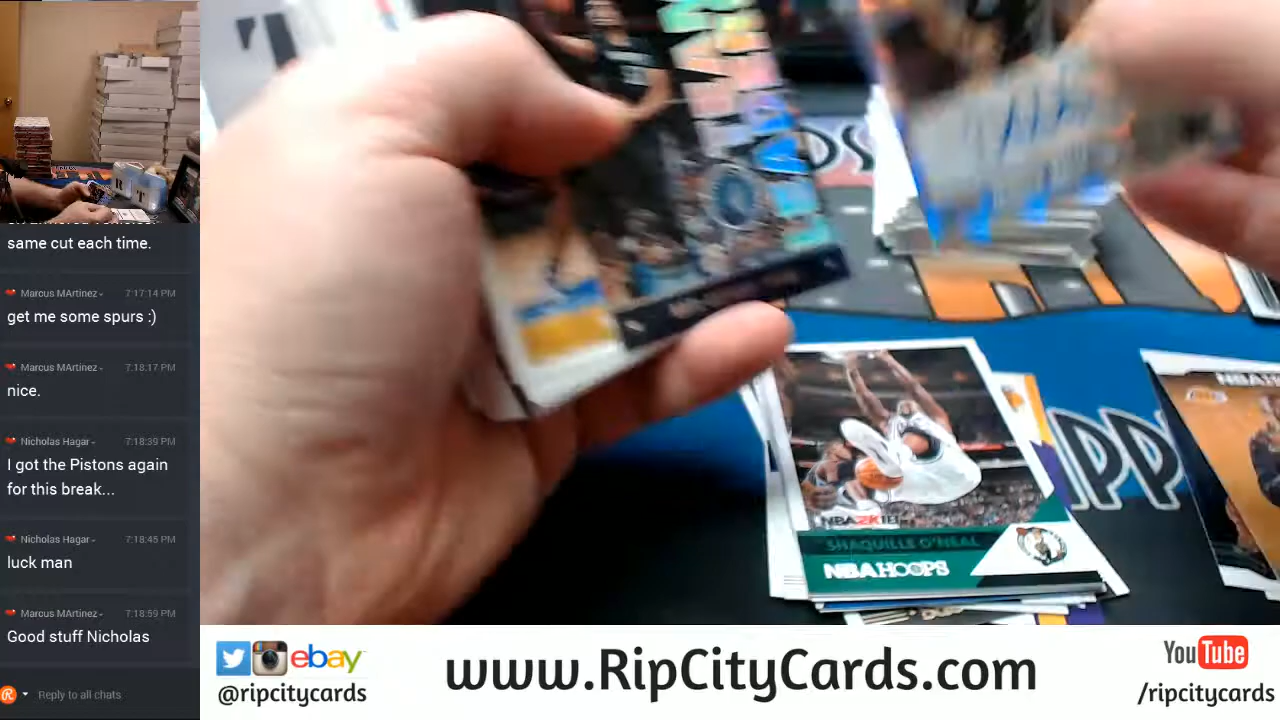 same cut each time.
Marcus MArtinez 7:17:14 PM
get me some spurs :)
Marcus MArtinez 7:18:17 PM
nice.
Nicholas Hagar 7:18:39 PM
I got the Pistons again
for this break...
Nicholas Hagar 7:18:45 PM
luck man
Marcus MArtinez 7:18:59 PM
Good stuff Nicholas
Reply to all chats
R T
NBA2K18
SHAQUILLE O'NEAL
NBA HOOPS
IPP
ebay
@ripcitycards
www.RipCityCards.com
YouTube
/ripcitycards